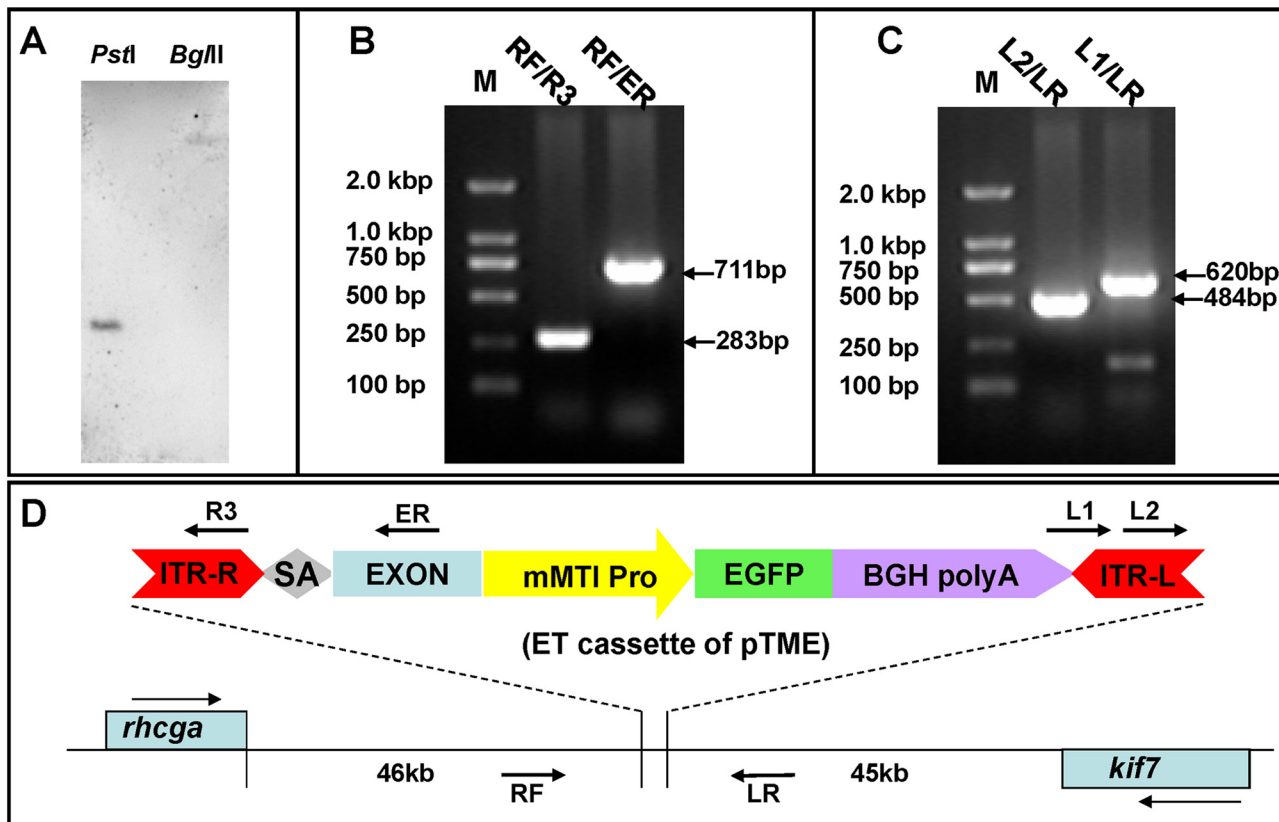 A
PstI BglII
B
M RF/R3 RF/ER
2.0 kbp
1.0 kbp
750 bp
500 bp
250 bp
100 bp
711bp
283bp
C
M L2/LR L1/LR
2.0 kbp
1.0 kbp
750 bp
500 bp
250 bp
100 bp
620bp
484bp
D
R3 ER L1 L2
ITR-R SA EXON mMTI Pro EGFP BGH polyA ITR-L
(ET cassette of pTME)
rhcga
46kb 45kb kif7
RF LR